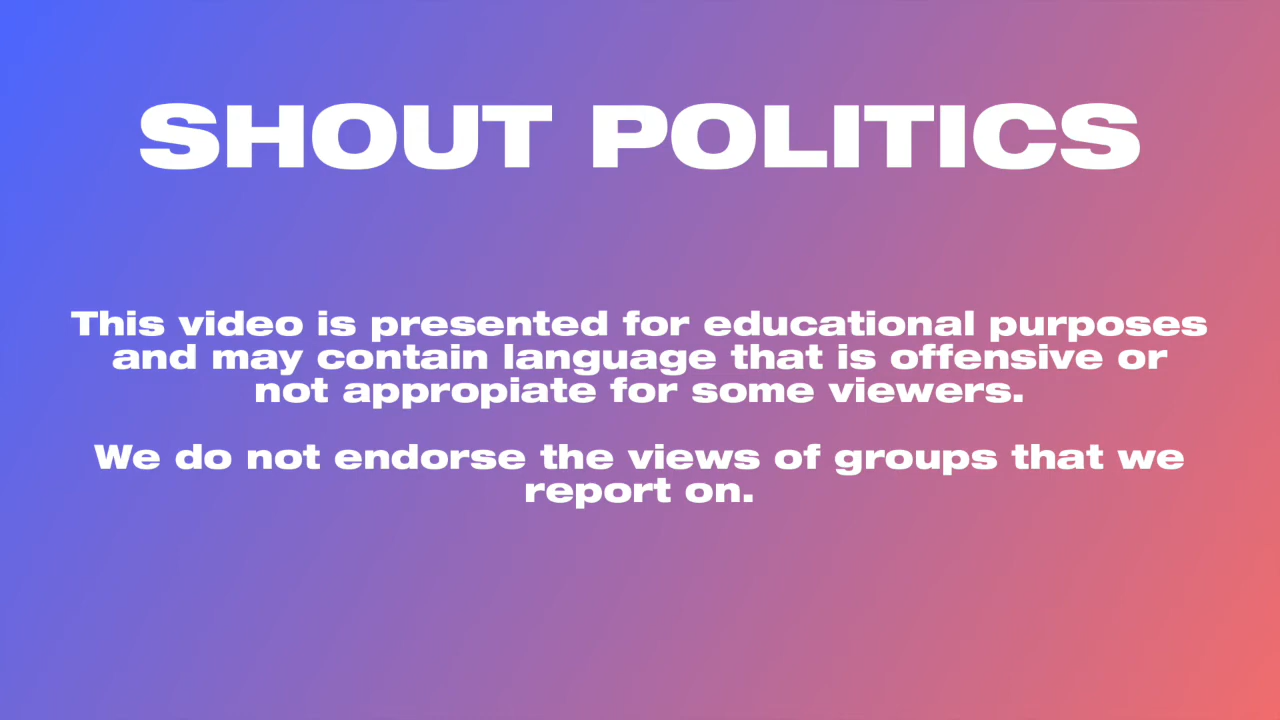 SHOUT POLITICS
This video is presented for educational purposes
and may contain language that is offensive or
not appropiate for some viewers.
We do not endorse the views of groups that we
report on.